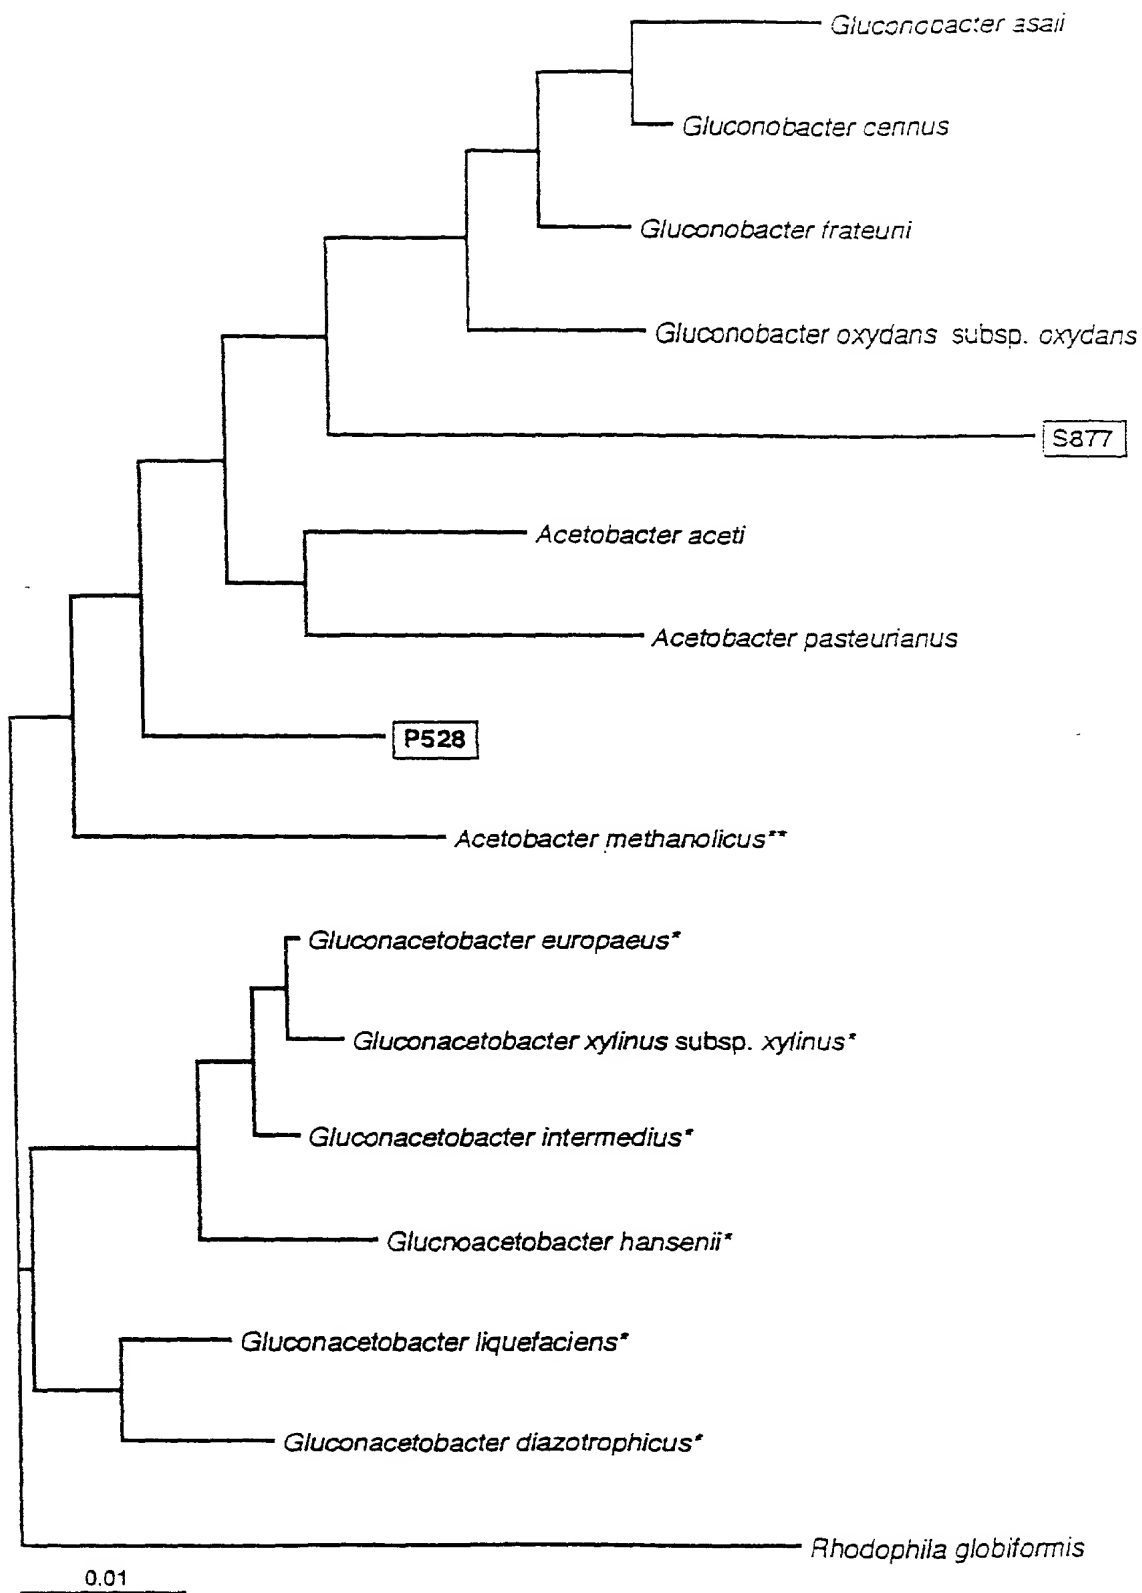 Gluconobacter asaii
Gluconobacter cerinus
Gluconobacter frateurii
Gluconobacter oxydans subsp. oxydans
S877
Acetobacter aceti
Acetobacter pasteurianus
P528
Acetobacter methanolicus**
Gluconacetobacter europaeus*
Gluconacetobacter xylinus subsp. xylinus*
Gluconacetobacter intermedius*
Glucnoacetobacter hansenii*
Gluconacetobacter liquefaciens*
Gluconacetobacter diazotrophicus*
Rhodophila globiformis
0.01